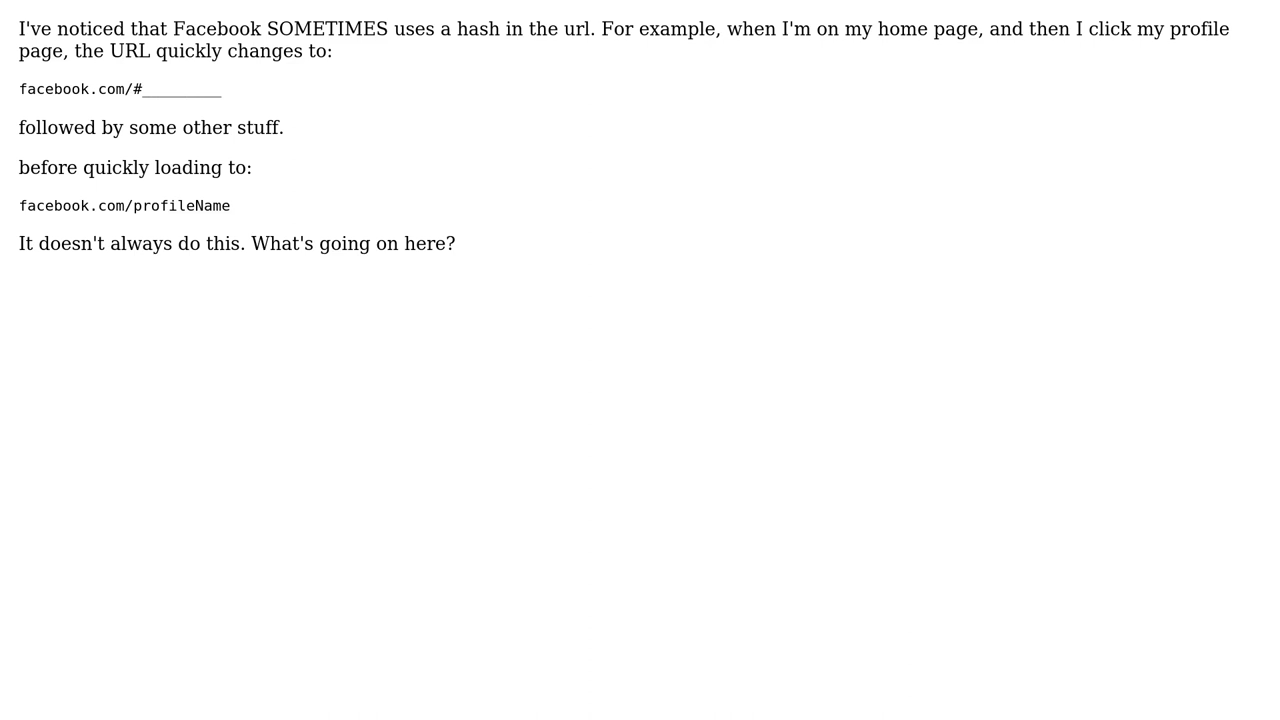 I've noticed that Facebook SOMETIMES uses a hash in the url. For example, when I'm on my home page, and then I click my profile
page, the URL quickly changes to:
facebook.com/#_________
followed by some other stuff.
before quickly loading to:
facebook.com/profileName
It doesn't always do this. What's going on here?